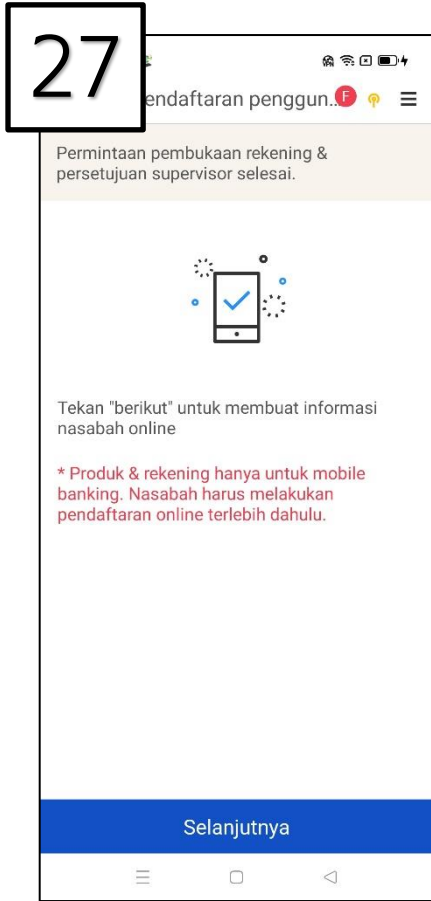 27
endaftaran penggun..
F
Permintaan pembukaan rekening &
persetujuan supervisor selesai.
Tekan "berikut" untuk membuat informasi
nasabah online
* Produk & rekening hanya untuk mobile
banking. Nasabah harus melakukan
pendaftaran online terlebih dahulu.
Selanjutnya